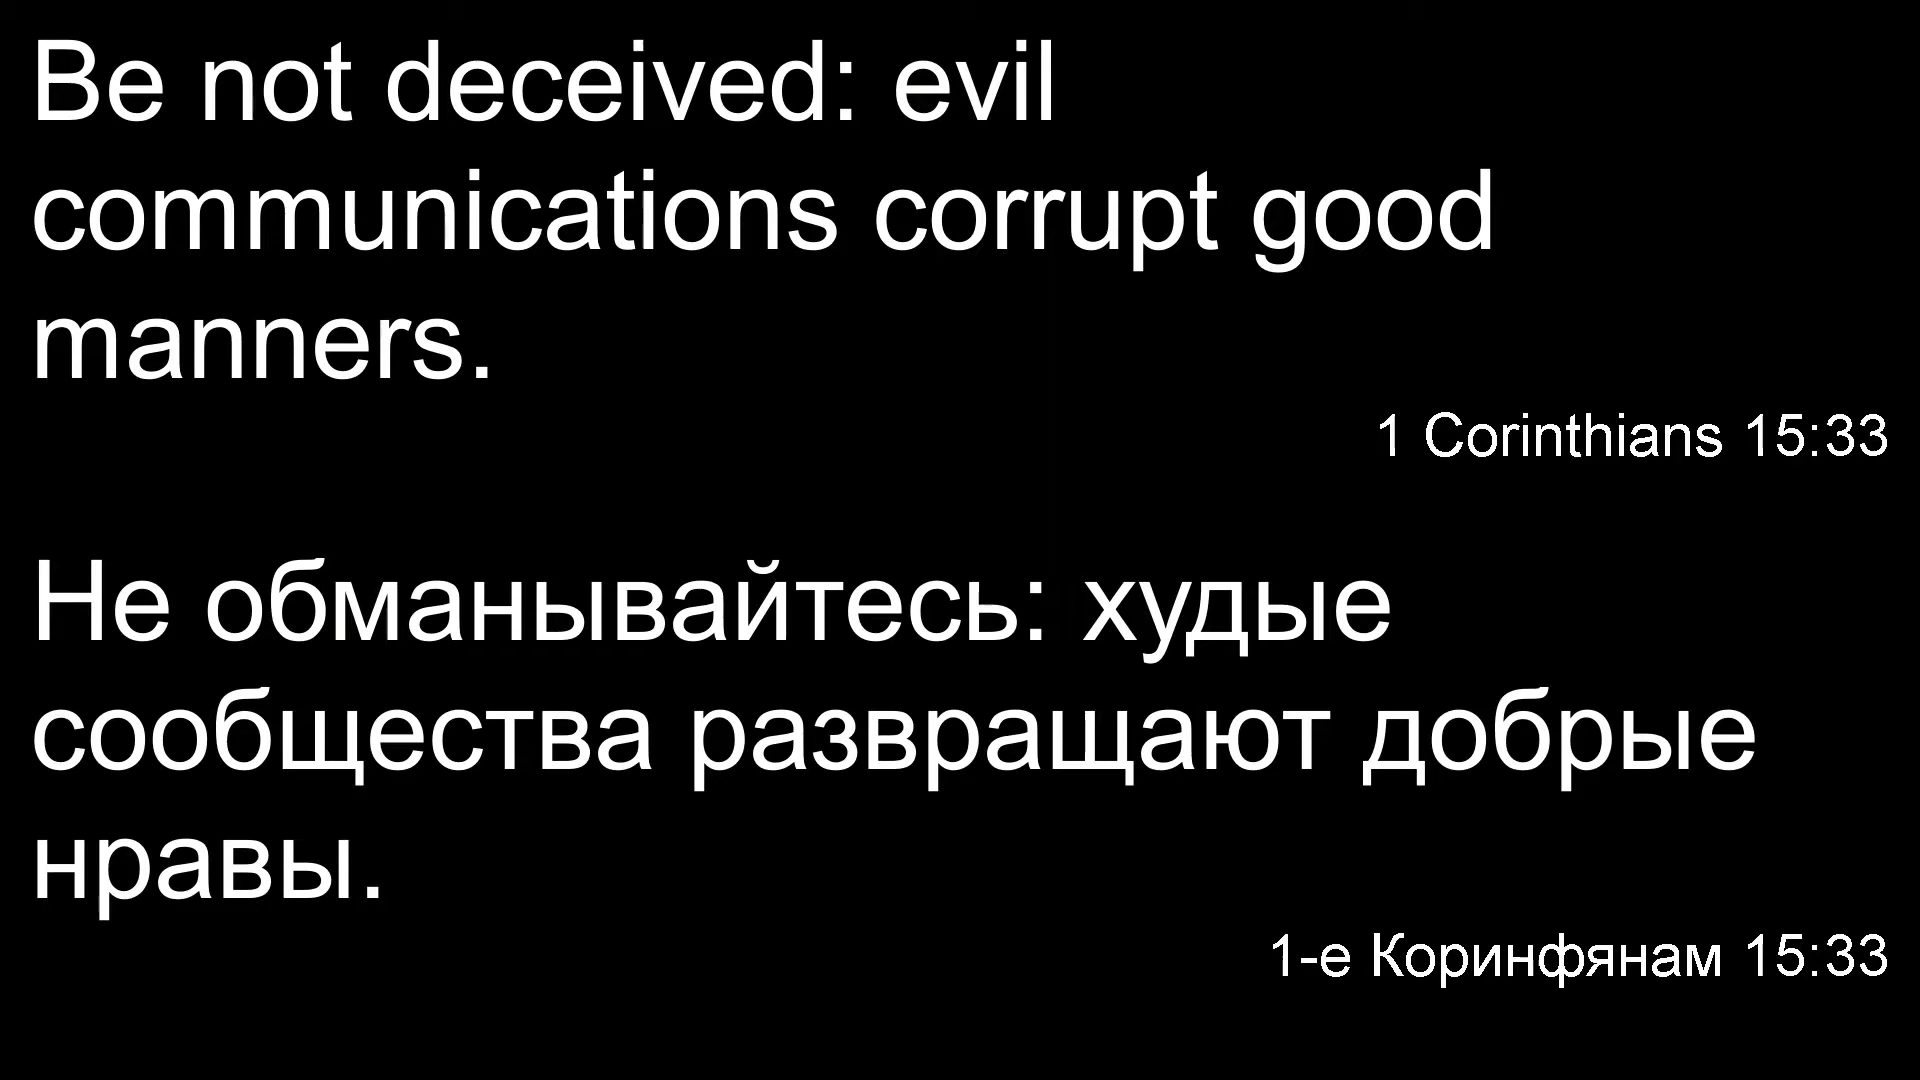 Be not deceived: evil
communications corrupt good
manners.
1 Corinthians 15:33
Не обманывайтесь: худые
сообщества развращают добрые
нравы.
1-е Коринфянам 15:33